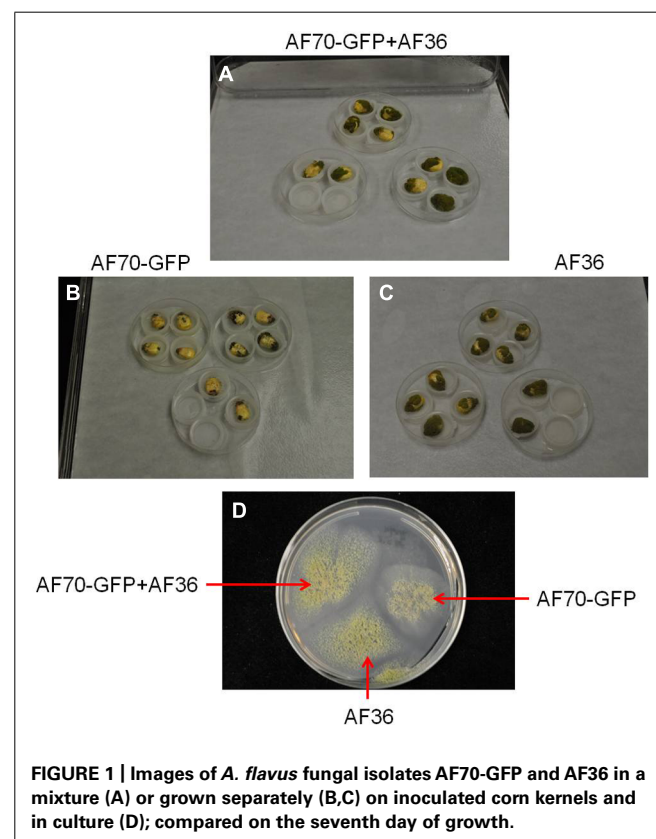 AF70-GFP+AF36
A
AF70-GFP
AF36
B
C
D
AF70-GFP+AF36
AF70-GFP
AF36
FIGURE 1 | Images of A. flavus fungal isolates AF70-GFP and AF36 in a
mixture (A) or grown separately (B,C) on inoculated corn kernels and
in culture (D); compared on the seventh day of growth.